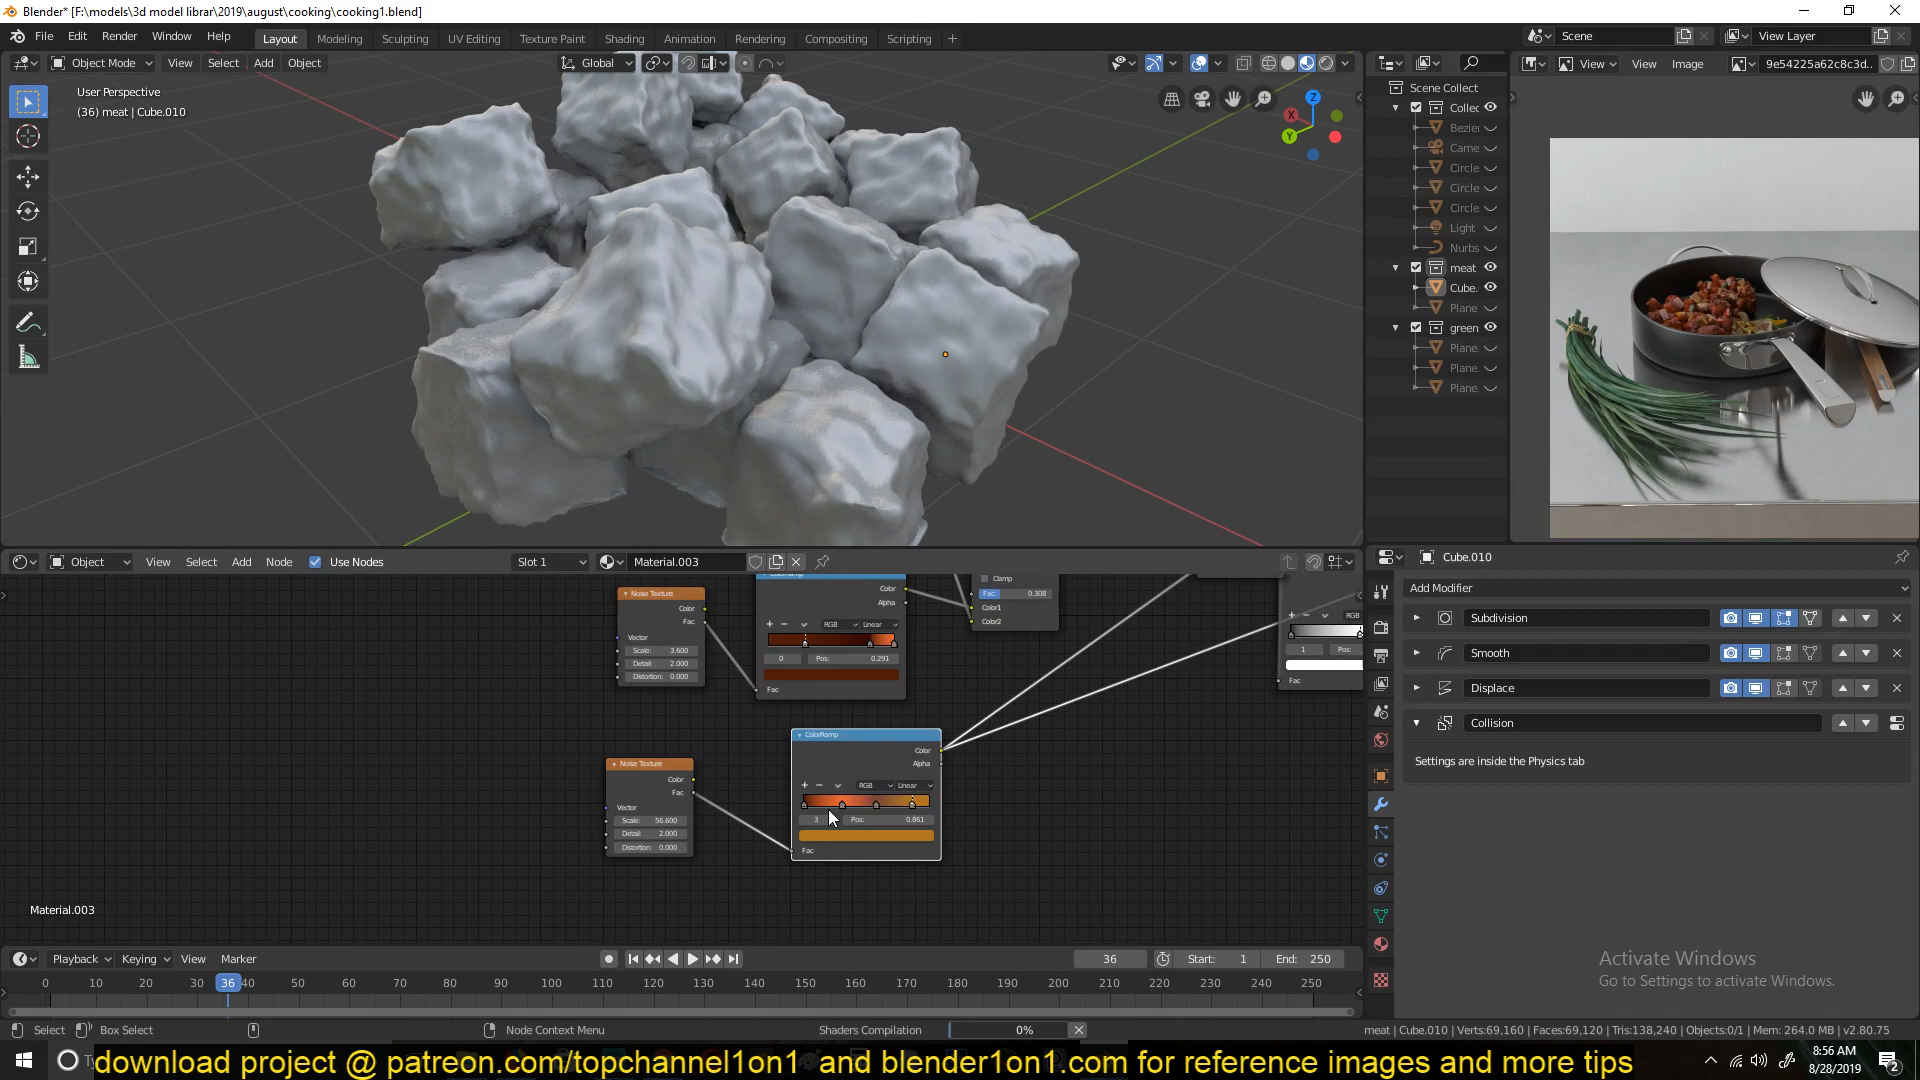 Blender* [F:\models\3d model librar\2019\august\cooking\cooking1.blend]
File Edit Render Window Help
Layout Modeling Sculpting UV Editing Texture Paint Shading Animation Rendering Compositing Scripting
Scene View Layer
Object Mode View Select Add Object
Global
View View Image 9e54225a62c8c3d..
User Perspective
(36) meat | Cube.010
Z
X
Y
Scene Collect
Collec
Bezier
Came
Circle
Circle
Circle
Light
Nurbs
meat
Cube.
Plane
green
Plane.
Plane.
Plane.
Object View Select Add Node Use Nodes Slot 1 Material.003
Noise Texture
Color
Fac
Vector
Scale: 3.600
Detail: 2.000
Distortion: 0.000
Color
Alpha
RGB Linear
0 Pos: 0.291
Fac
Clamp
Fac: 0.308
Color1
Color2
RGB
1 Pos:
Fac
Noise Texture
Color
Fac
Vector
Scale: 56.600
Detail: 2.000
Distortion: 0.000
ColorRamp
Color
Alpha
RGB Linear
3 Pos: 0.861
Fac
Material.003
Cube.010
Add Modifier
Subdivision
Smooth
Displace
Collision
Settings are inside the Physics tab
Activate Windows
Go to Settings to activate Windows.
Playback Keying View Marker
36 Start: 1 End: 250
0 10 20 30 36 40 50 60 70 80 90 100 110 120 130 140 150 160 170 180 190 200 210 220 230 240 250
Select Box Select Node Context Menu Shaders Compilation 0% meat | Cube.010 | Verts:69,160 | Faces:69,120 | Tris:138,240 | Objects:0/1 | Mem: 264.0 MB | v2.80.75
download project @ patreon.com/topchannel1on1 and blender1on1.com for reference images and more tips
8:56 AM
8/28/2019
2